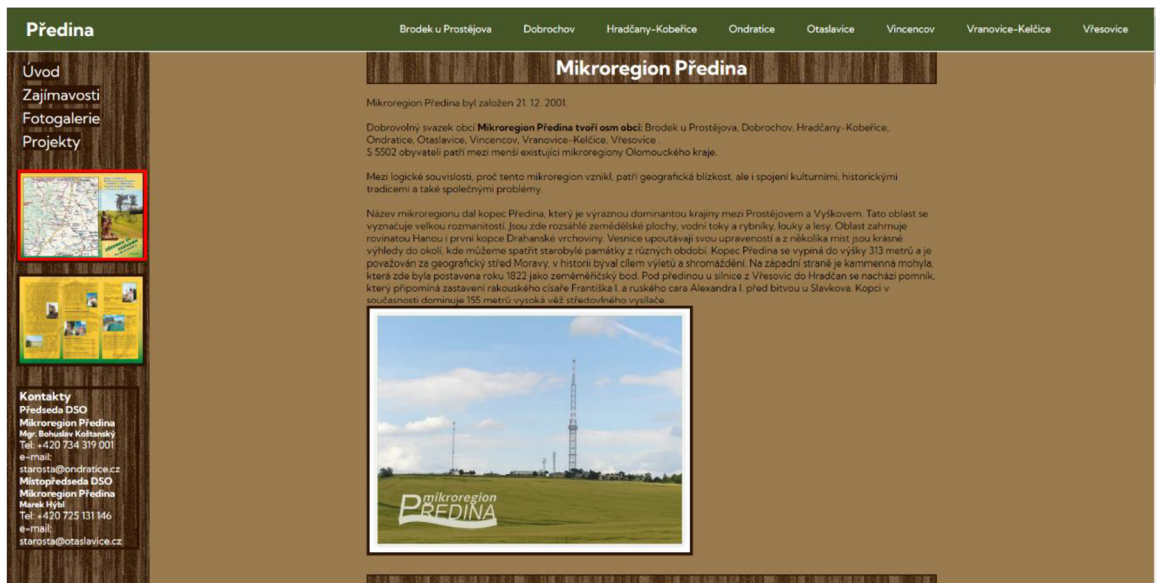 Předina
Brodek u Prostějova
Dobrochov
Hradčany-Kobeřice
Ondratice
Otaslavice
Vincencov
Vranovice-Kelčice
Vřesovice
Úvod
Zajímavosti
Fotogalerie
Projekty
Kontakty
Předseda DSO
Mikroregion Předina
Mgr. Bohuslav Košťanský
Tel: +420 734 319 001
e-mail:
starosta@ondratice.cz
Místopředseda DSO
Mikroregion Předina
Marek Hýbl
Tel: +420 725 131 146
e-mail:
starosta@otaslavice.cz
Mikroregion Předina
Mikroregion Předina byl založen 21. 12. 2001.
Dobrovolný svazek obcí Mikroregion Předina tvoří osm obcí: Brodek u Prostějova, Dobrochov, Hradčany-Kobeřice,
Ondratice, Otaslavice, Vincencov, Vranovice-Kelčice, Vřesovice .
S 5502 obyvateli patří mezi menší existující mikroregiony Olomouckého kraje.
Mezi logické souvislosti, proč tento mikroregion vznikl, patří geografická blízkost, ale i spojení kulturními, historickými
tradicemi a také společnými problémy.
Název mikroregionu dal kopec Předina, který je výraznou dominantou krajiny mezi Prostějovem a Vyškovem. Tato oblast se
vyznačuje velkou rozmanitostí. Jsou zde rozsáhlé zemědělské plochy, vodní toky a rybníky, louky a lesy. Oblast zahrnuje
rovinatou Hanou i první kopce Drahanské vrchoviny. Vesnice upoutávají svou upraveností a z několika míst jsou krásné
výhledy do okolí, kde můžeme spatřit starobylé památky z různých období. Kopec Předina se vypíná do výšky 313 metrů a je
považován za geografický střed Moravy, v historii býval cílem výletů a shromáždění. Na západní straně je kammenná mohyla,
která zde byla postavena roku 1822 jako zeměměřičský bod. Pod předinou u silnice z Vřesovic do Hradčan se nachází pomník,
který připomíná zastavení rakouského císaře Františka I. a ruského cara Alexandra I. před bitvou u Slavkova. Kopci v
současnosti dominuje 155 metrů vysoká věž středovlného vysílače.
mikroregion
PŘEDINA